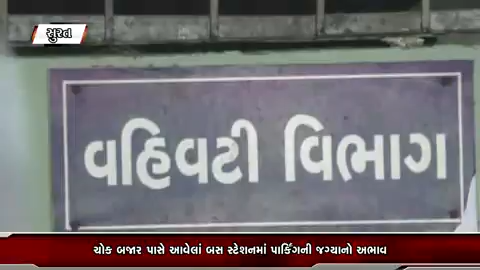 સુરત
વહિવટી વિભાગ
ચોક બજાર પાસે આવેલાં બસ સ્ટેશનમાં પાર્કિંગની જગ્યાનો અભાવ